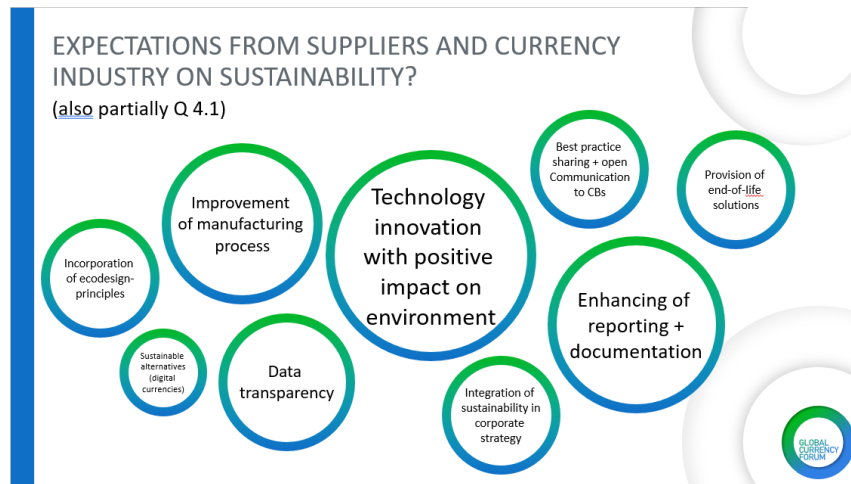 EXPECTATIONS FROM SUPPLIERS AND CURRENCY
INDUSTRY ON SUSTAINABILITY?
(also partially Q 4.1)
Incorporation
of ecodesign-
principles
Improvement
of manufacturing
process
Technology
innovation
with positive
impact on
environment
Best practice
sharing + open
Communication
to CBs
Provision of
end-of-life
solutions
Sustainable
alternatives
(digital
currencies)
Data
transparency
Integration of
sustainability in
corporate
strategy
Enhancing of
reporting +
documentation
GLOBAL
CURRENCY
FORUM